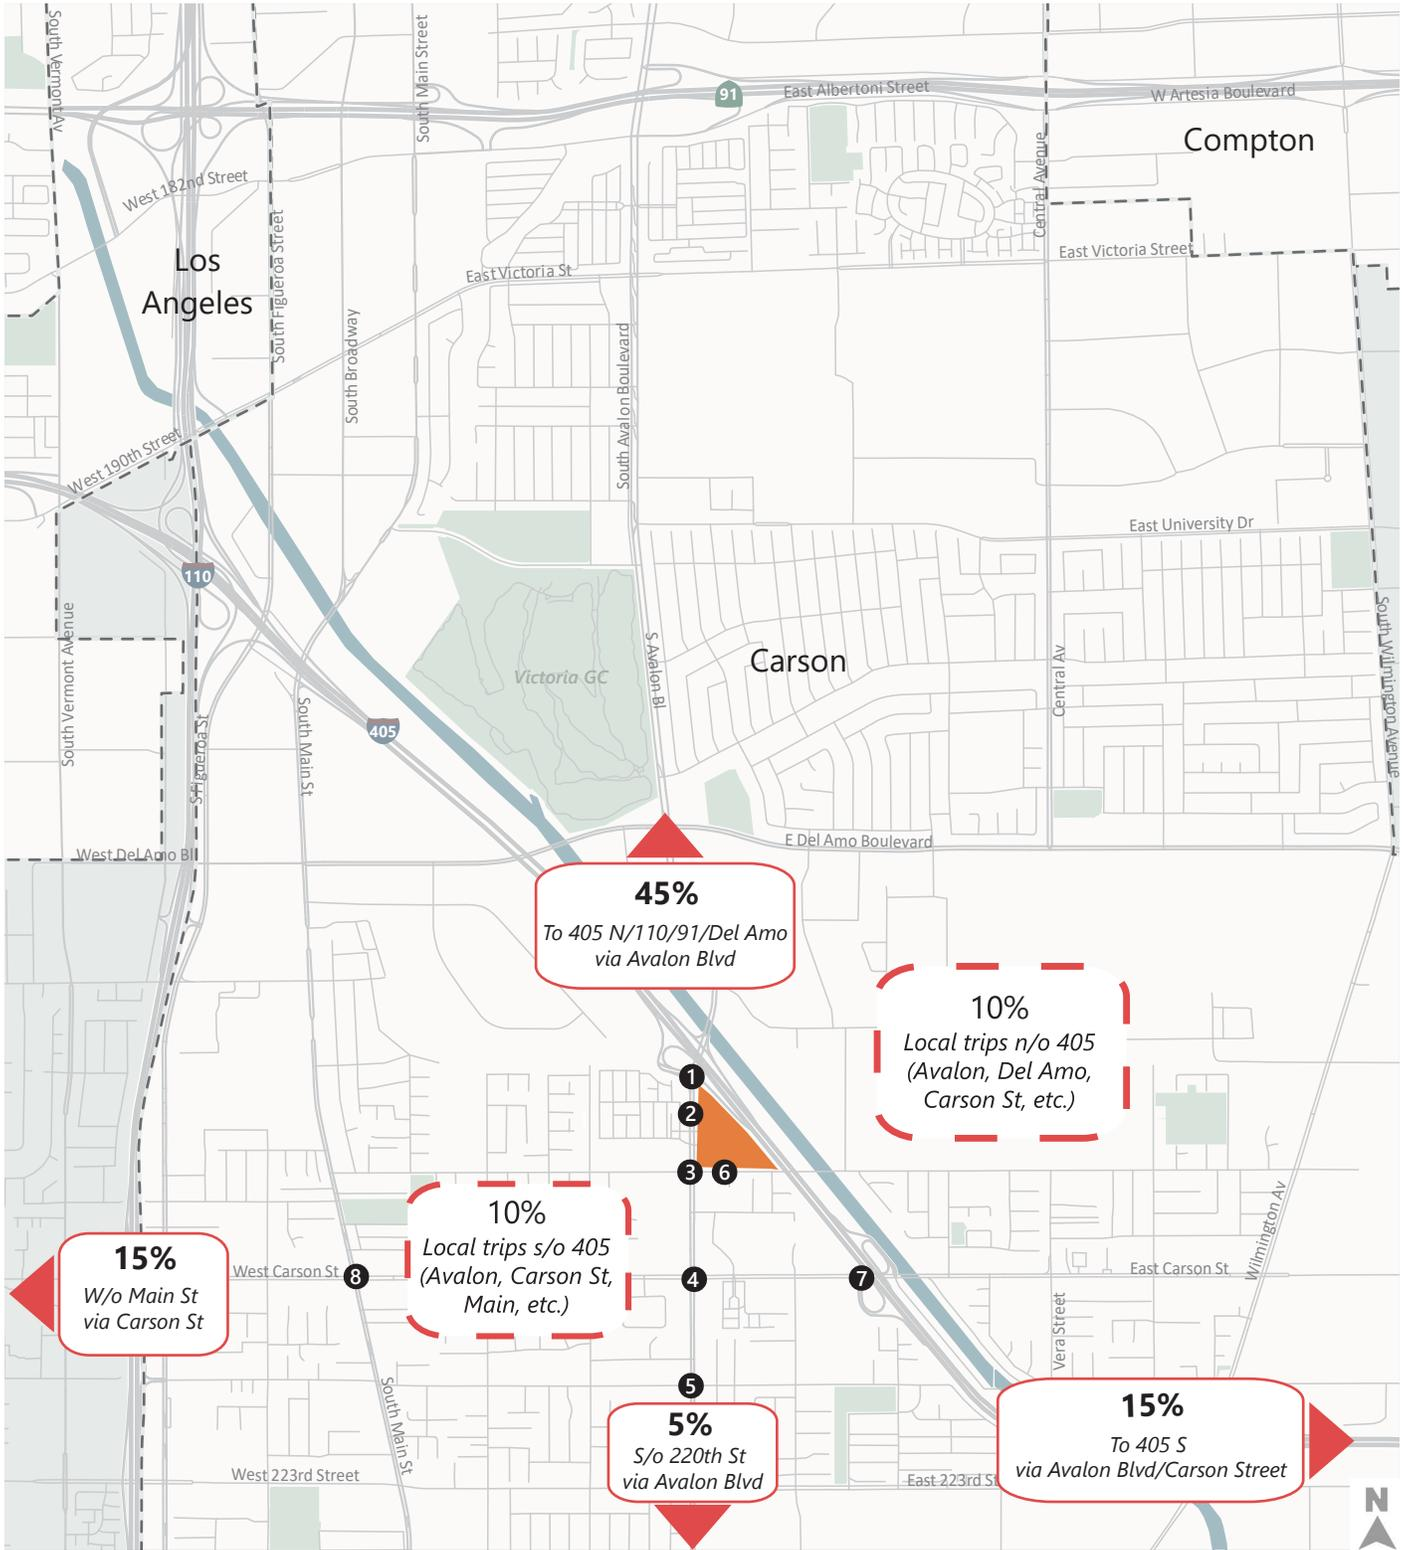 South Vermont Av
South Main Street
91
East Albertoni Street
W Artesia Boulevard
Compton
Central Avenue
West 182nd Street
Los
Angeles
South Figueroa Street
East Victoria St
East Victoria Street
South Broadway
South Avalon Boulevard
West 190th Street
East University Dr
110
South Vermont Avenue
Victoria GC
S Avalon Bl
Carson
Central Av
South Wilmington Avenue
405
South Main St
S Figueroa St
West Del Amo Bl
E Del Amo Boulevard
45%
To 405 N/110/91/Del Amo
via Avalon Blvd
10%
Local trips n/o 405
(Avalon, Del Amo,
Carson St, etc.)
1
2
3
6
10%
Local trips s/o 405
(Avalon, Carson St,
Main, etc.)
15%
W/o Main St
via Carson St
West Carson St
8
4
7
East Carson St
Wilmington Av
Vera Street
5
South Main St
5%
S/o 220th St
via Avalon Blvd
15%
To 405 S
via Avalon Blvd/Carson Street
West 223rd Street
East 223rd St
N